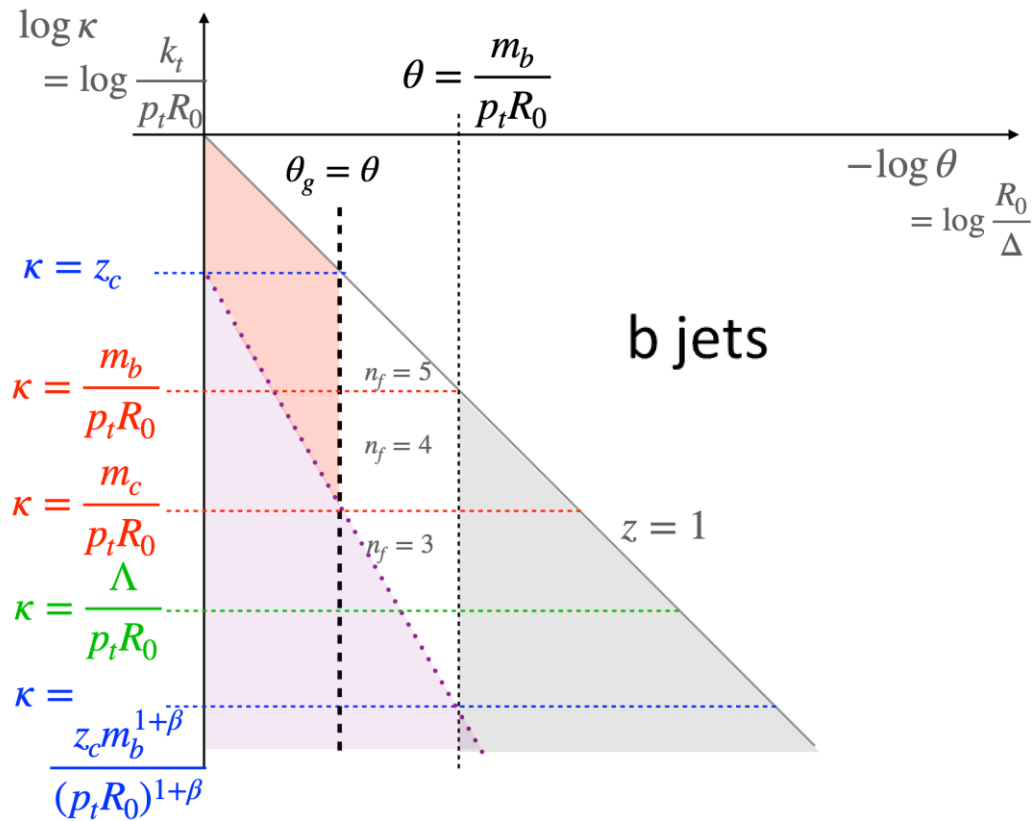 log κ
= log k_t / (p_t R_0)
θ = m_b / (p_t R_0)
θ_g = θ
−log θ
= log R_0 / Δ
κ = z_c
b jets
κ = m_b / (p_t R_0)
n_f = 5
n_f = 4
κ = m_c / (p_t R_0)
z = 1
n_f = 3
κ = Λ / (p_t R_0)
κ =
z_c m_b^{1+β} / (p_t R_0)^{1+β}